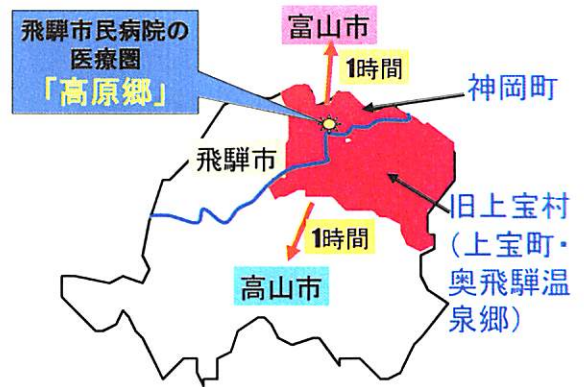 飛騨市民病院の
医療圏
「高原郷」
富山市
1時間
神岡町
飛騨市
旧上宝村
(上宝町・
奥飛騨温
泉郷)
1時間
高山市